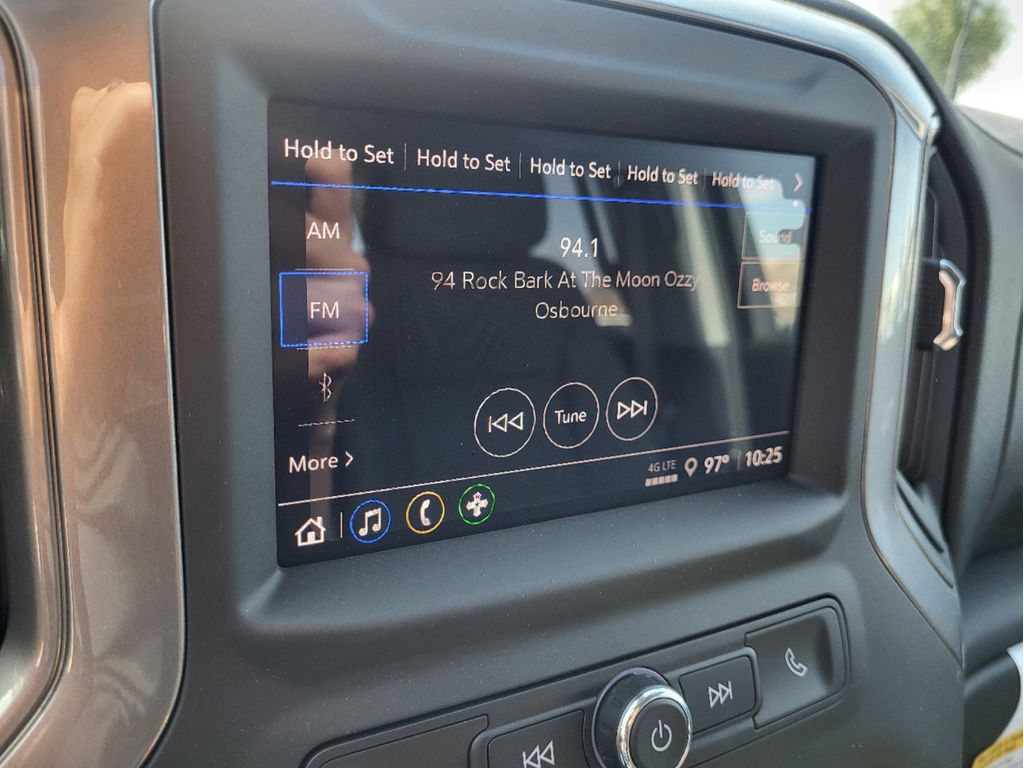 Hold to Set Hold to Set Hold to Set Hold to Set Hold to Set
AM
94.1
Sound
94 Rock Bark At The Moon Ozzy
Osbourne
Browse
FM
Tune
More
4G LTE 97° 10:25